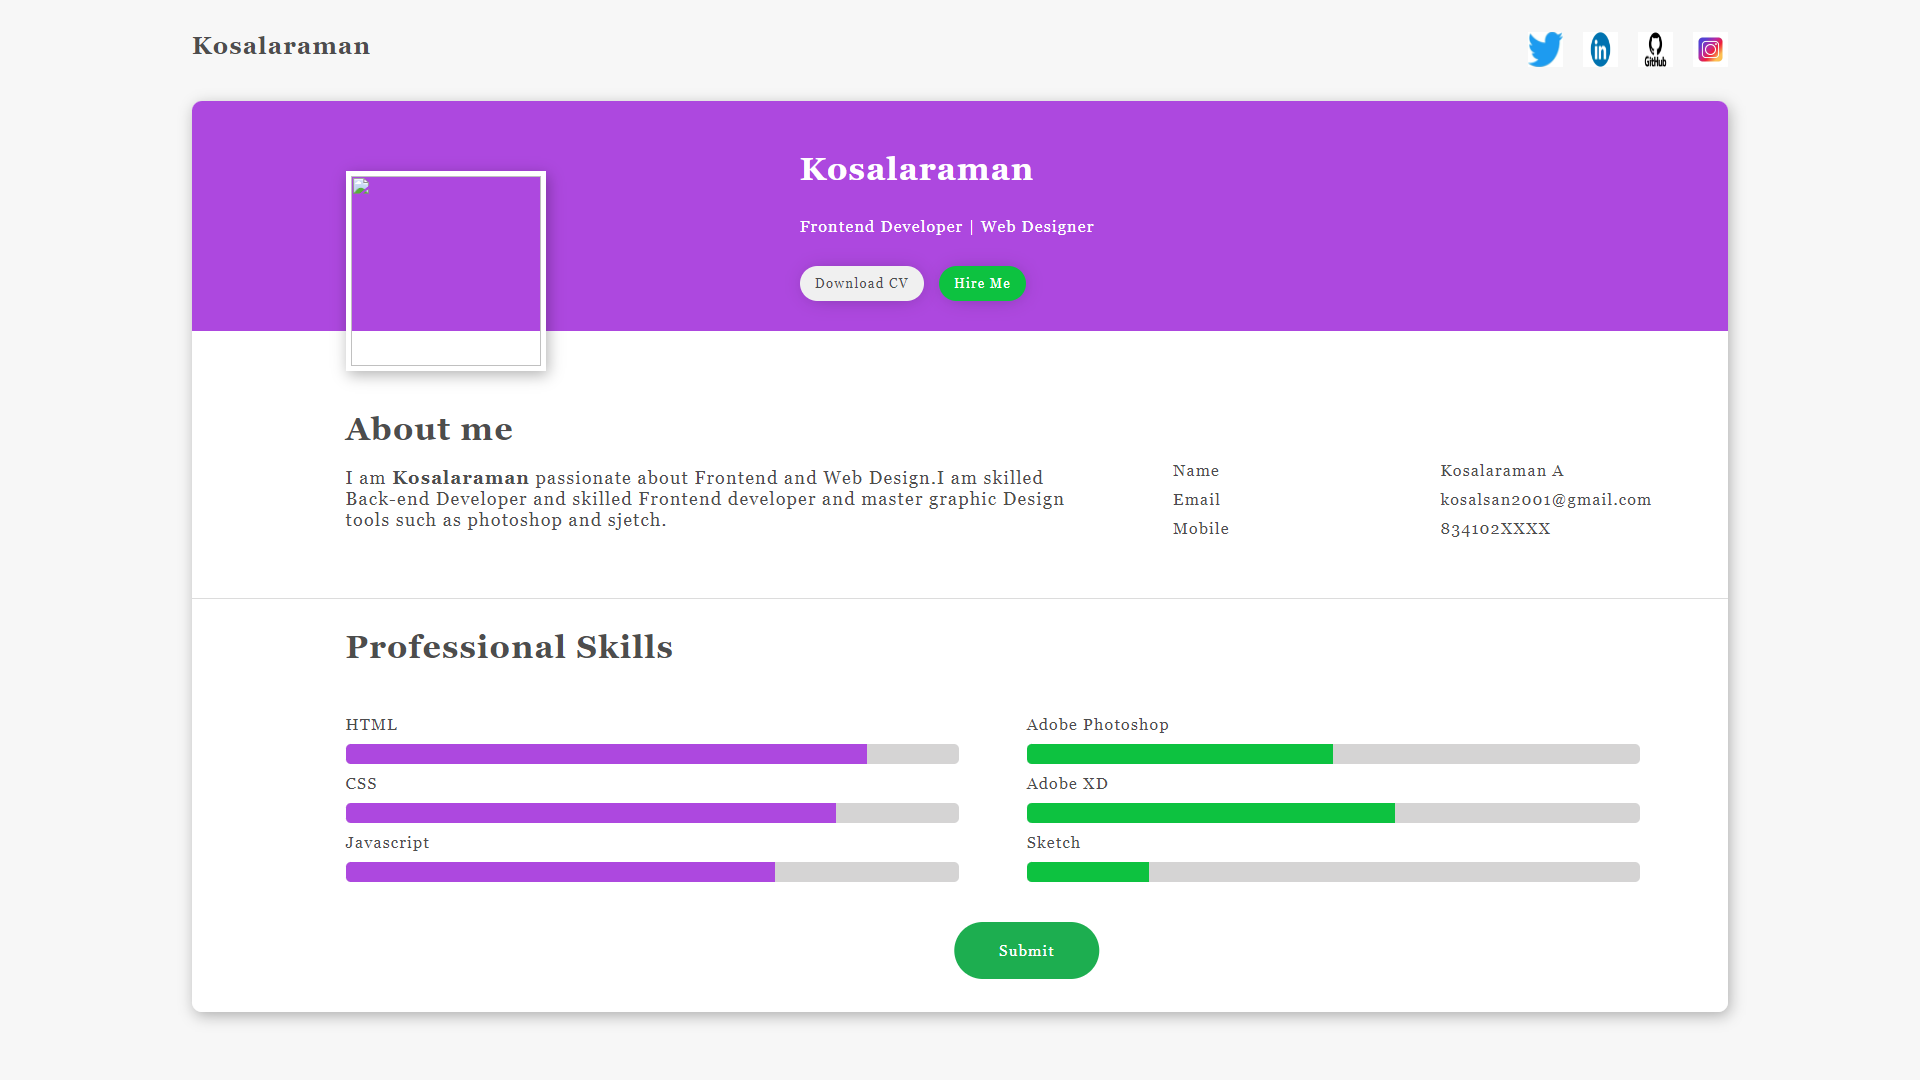 Kosalaraman
in
GitHub
Kosalaraman
Frontend Developer | Web Designer
Download CV
Hire Me
About me
I am Kosalaraman passionate about Frontend and Web Design.I am skilled
Back-end Developer and skilled Frontend developer and master graphic Design
tools such as photoshop and sjetch.
Name Kosalaraman A
Email kosalsan2001@gmail.com
Mobile 834102XXXX
Professional Skills
HTML
CSS
Javascript
Adobe Photoshop
Adobe XD
Sketch
Submit